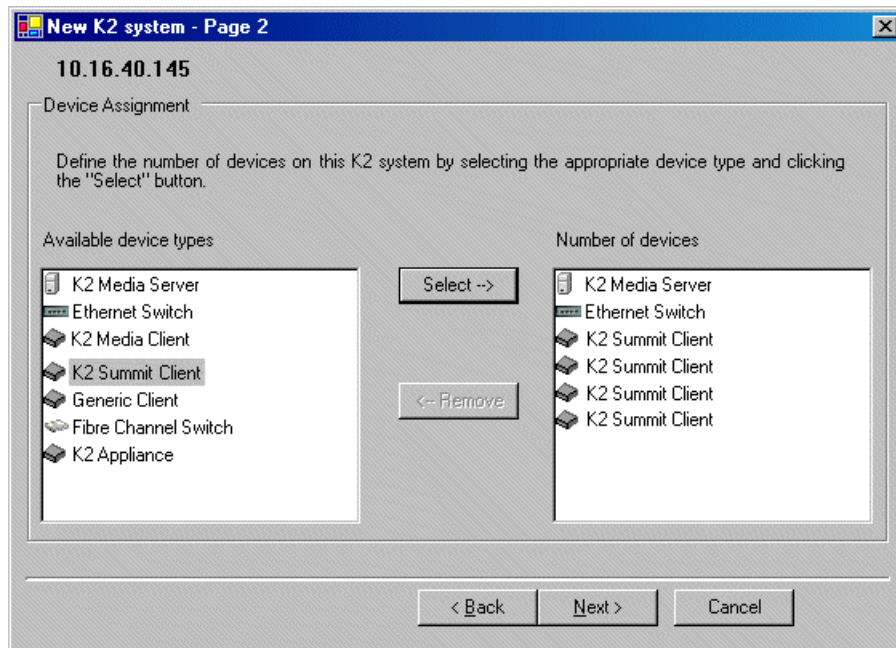 New K2 system - Page 2
10.16.40.145
Device Assignment
Define the number of devices on this K2 system by selecting the appropriate device type and clicking
the "Select" button.
Available device types
Number of devices
K2 Media Server
Ethernet Switch
K2 Media Client
K2 Summit Client
Generic Client
Fibre Channel Switch
K2 Appliance
Select -->
<-- Remove
K2 Media Server
Ethernet Switch
K2 Summit Client
K2 Summit Client
K2 Summit Client
K2 Summit Client
< Back
Next >
Cancel